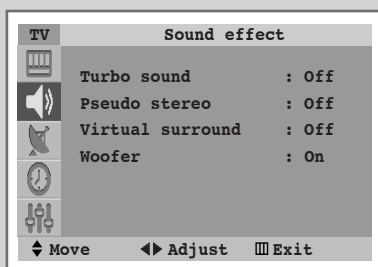 TV Sound effect
Turbo sound : Off
Pseudo stereo : Off
Virtual surround : Off
Woofer : On
Move Adjust Exit